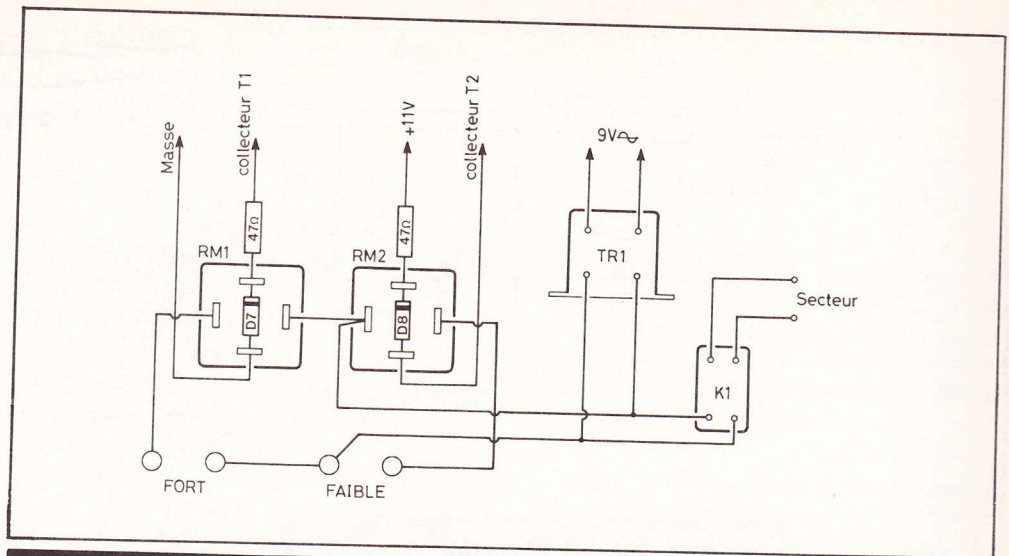 Masse
collecteur T1
+11V
collecteur T2
9V∿
47Ω
47Ω
RM1
RM2
TR1
D7
D8
Secteur
K1
FORT
FAIBLE